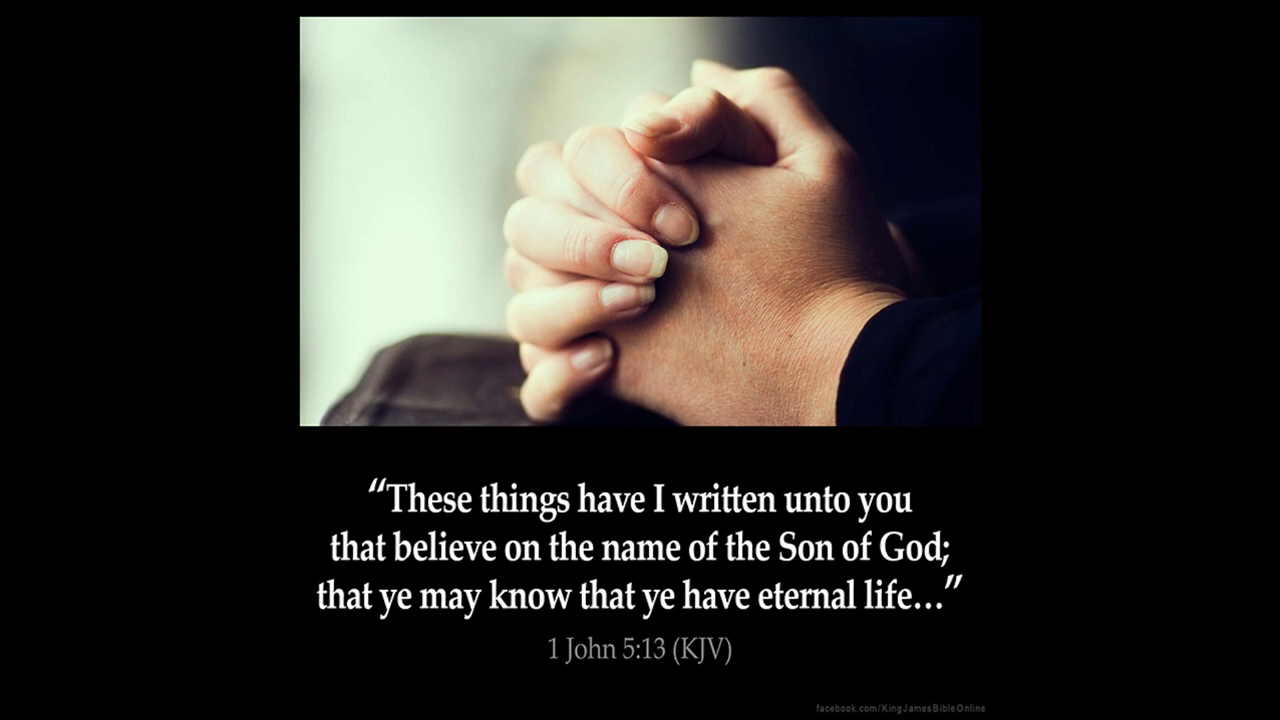 “These things have I written unto you
that believe on the name of the Son of God;
that ye may know that ye have eternal life...”
1 John 5:13 (KJV)
facebook.com/KingJamesBibleOnline